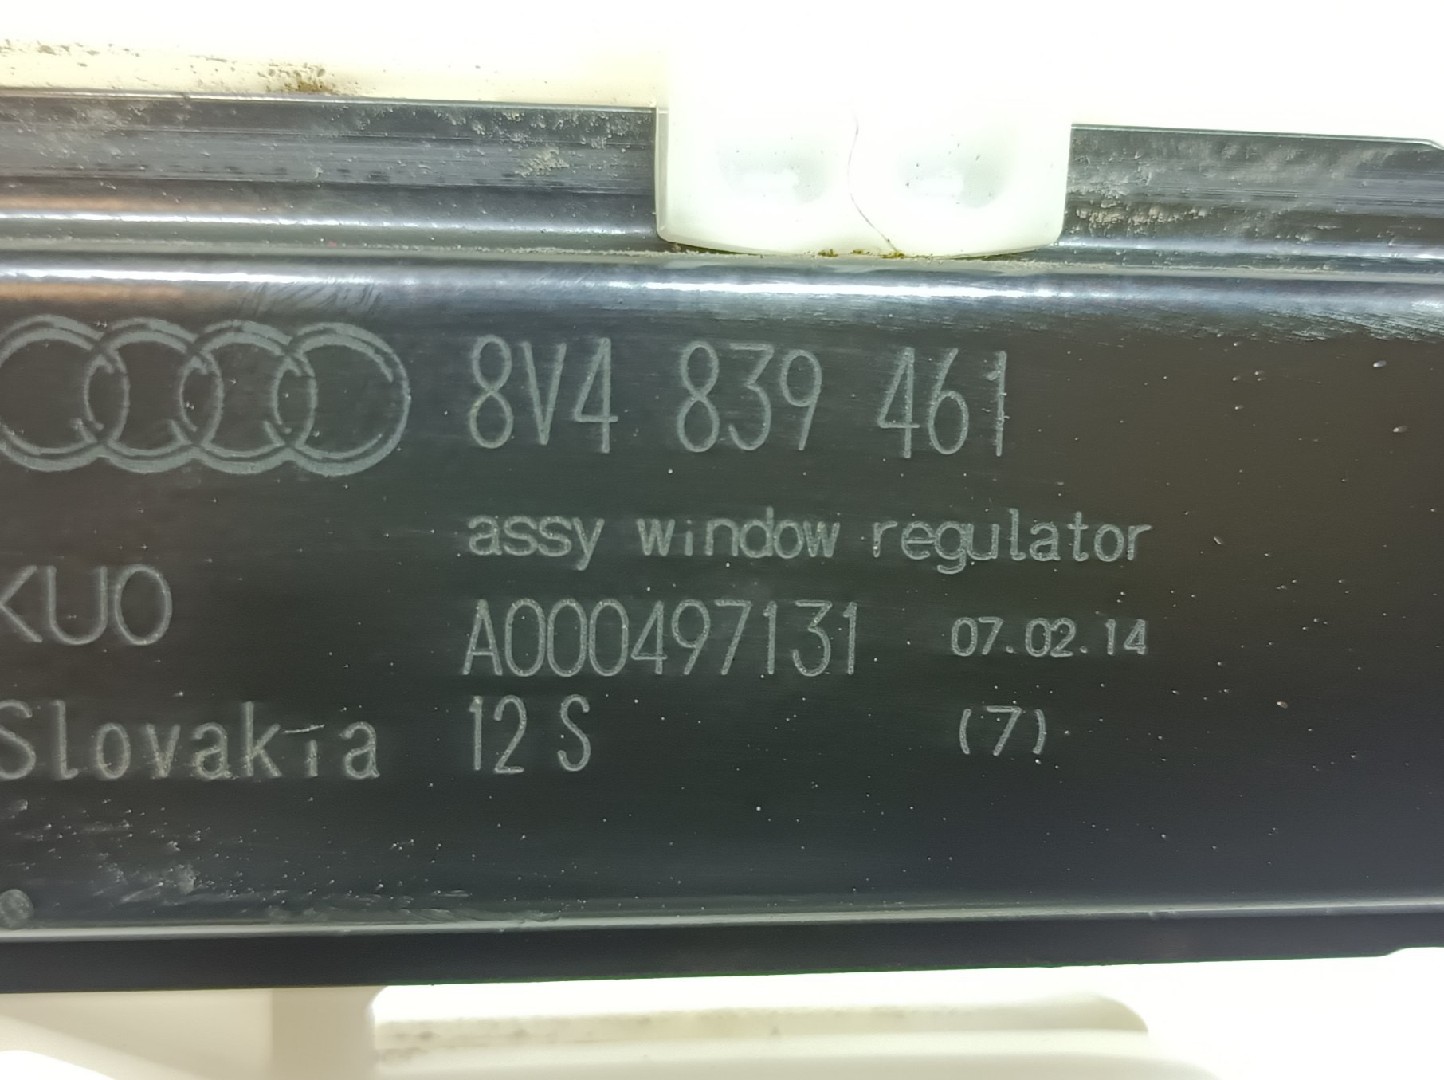 8V4 839 461
assy window regulator
KUO
A000497131 07.02.14
Slovakia 12 S (7)